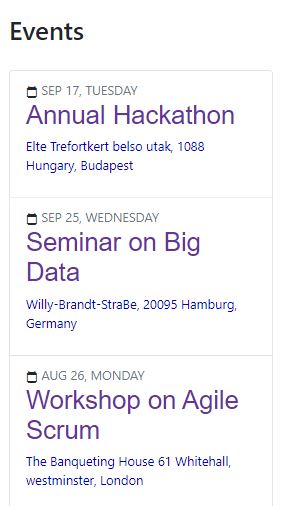 Events
SEP 17, TUESDAY
Annual Hackathon
Elte Trefortkert belso utak, 1088
Hungary, Budapest
SEP 25, WEDNESDAY
Seminar on Big
Data
Willy-Brandt-StraBe, 20095 Hamburg,
Germany
AUG 26, MONDAY
Workshop on Agile
Scrum
The Banqueting House 61 Whitehall,
westminster, London